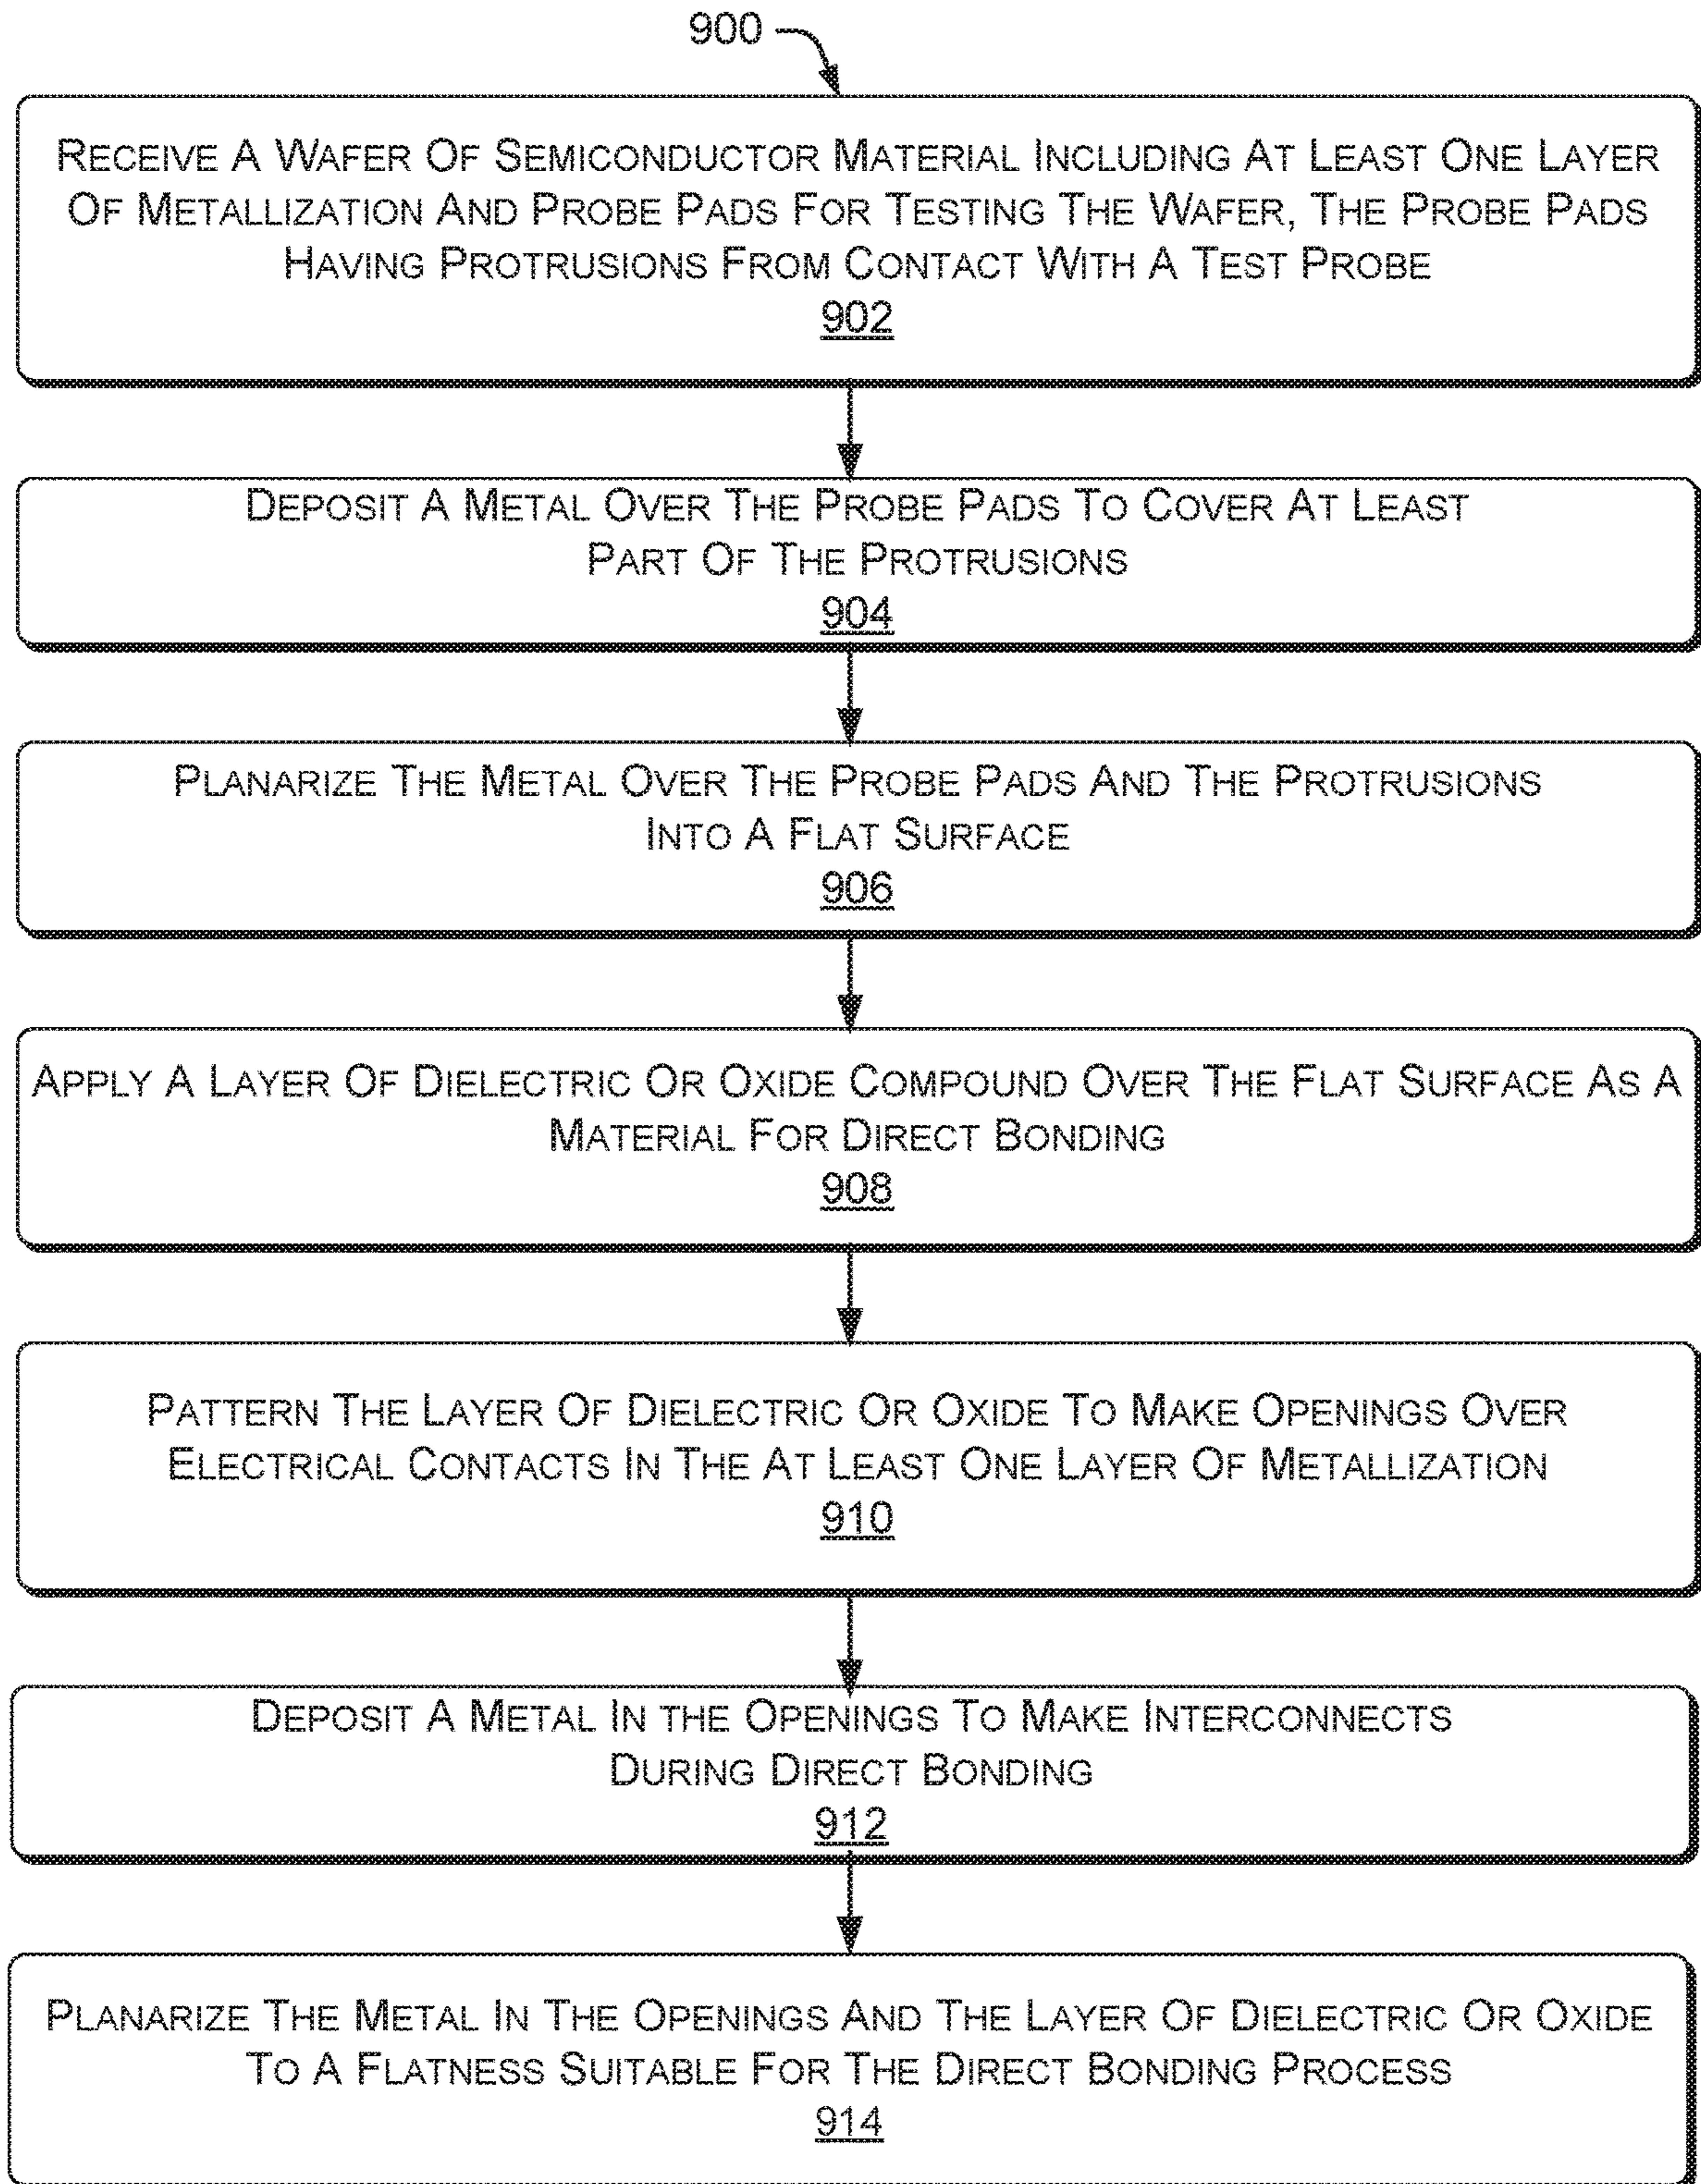 900
RECEIVE A WAFER OF SEMICONDUCTOR MATERIAL INCLUDING AT LEAST ONE LAYER
OF METALLIZATION AND PROBE PADS FOR TESTING THE WAFER, THE PROBE PADS
HAVING PROTRUSIONS FROM CONTACT WITH A TEST PROBE
902
DEPOSIT A METAL OVER THE PROBE PADS TO COVER AT LEAST
PART OF THE PROTRUSIONS
904
PLANARIZE THE METAL OVER THE PROBE PADS AND THE PROTRUSIONS
INTO A FLAT SURFACE
906
APPLY A LAYER OF DIELECTRIC OR OXIDE COMPOUND OVER THE FLAT SURFACE AS A
MATERIAL FOR DIRECT BONDING
908
PATTERN THE LAYER OF DIELECTRIC OR OXIDE TO MAKE OPENINGS OVER
ELECTRICAL CONTACTS IN THE AT LEAST ONE LAYER OF METALLIZATION
910
DEPOSIT A METAL IN THE OPENINGS TO MAKE INTERCONNECTS
DURING DIRECT BONDING
912
PLANARIZE THE METAL IN THE OPENINGS AND THE LAYER OF DIELECTRIC OR OXIDE
TO A FLATNESS SUITABLE FOR THE DIRECT BONDING PROCESS
914